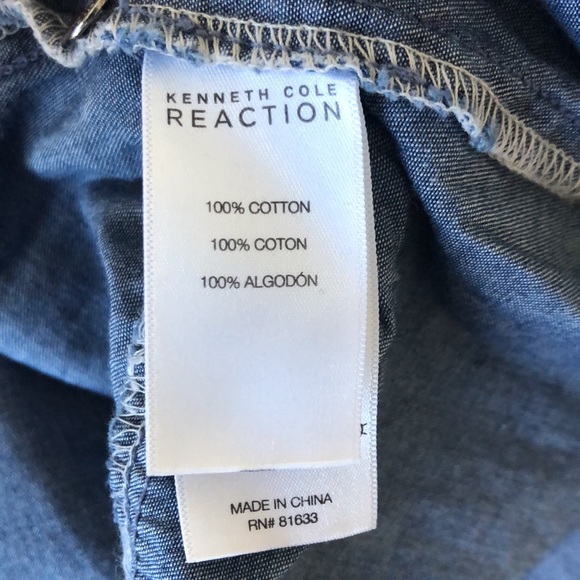 KENNETH COLE
REACTION
100% COTTON
100% COTON
100% ALGODÓN
MADE IN CHINA
RN# 81633